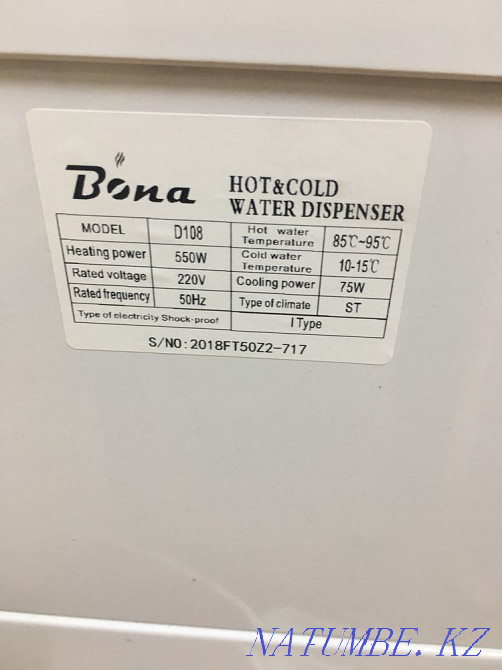 Bona
HOT&COLD
WATER DISPENSER
MODEL D108 Hot water Temperature 85℃~95℃
Heating power 550W Cold water Temperature 10-15℃
Rated voltage 220V Cooling power 75W
Rated frequency 50Hz Type of climate ST
Type of electricity Shock-proof I Type
S/NO:2018FT50Z2-717
NATUMBE.KZ